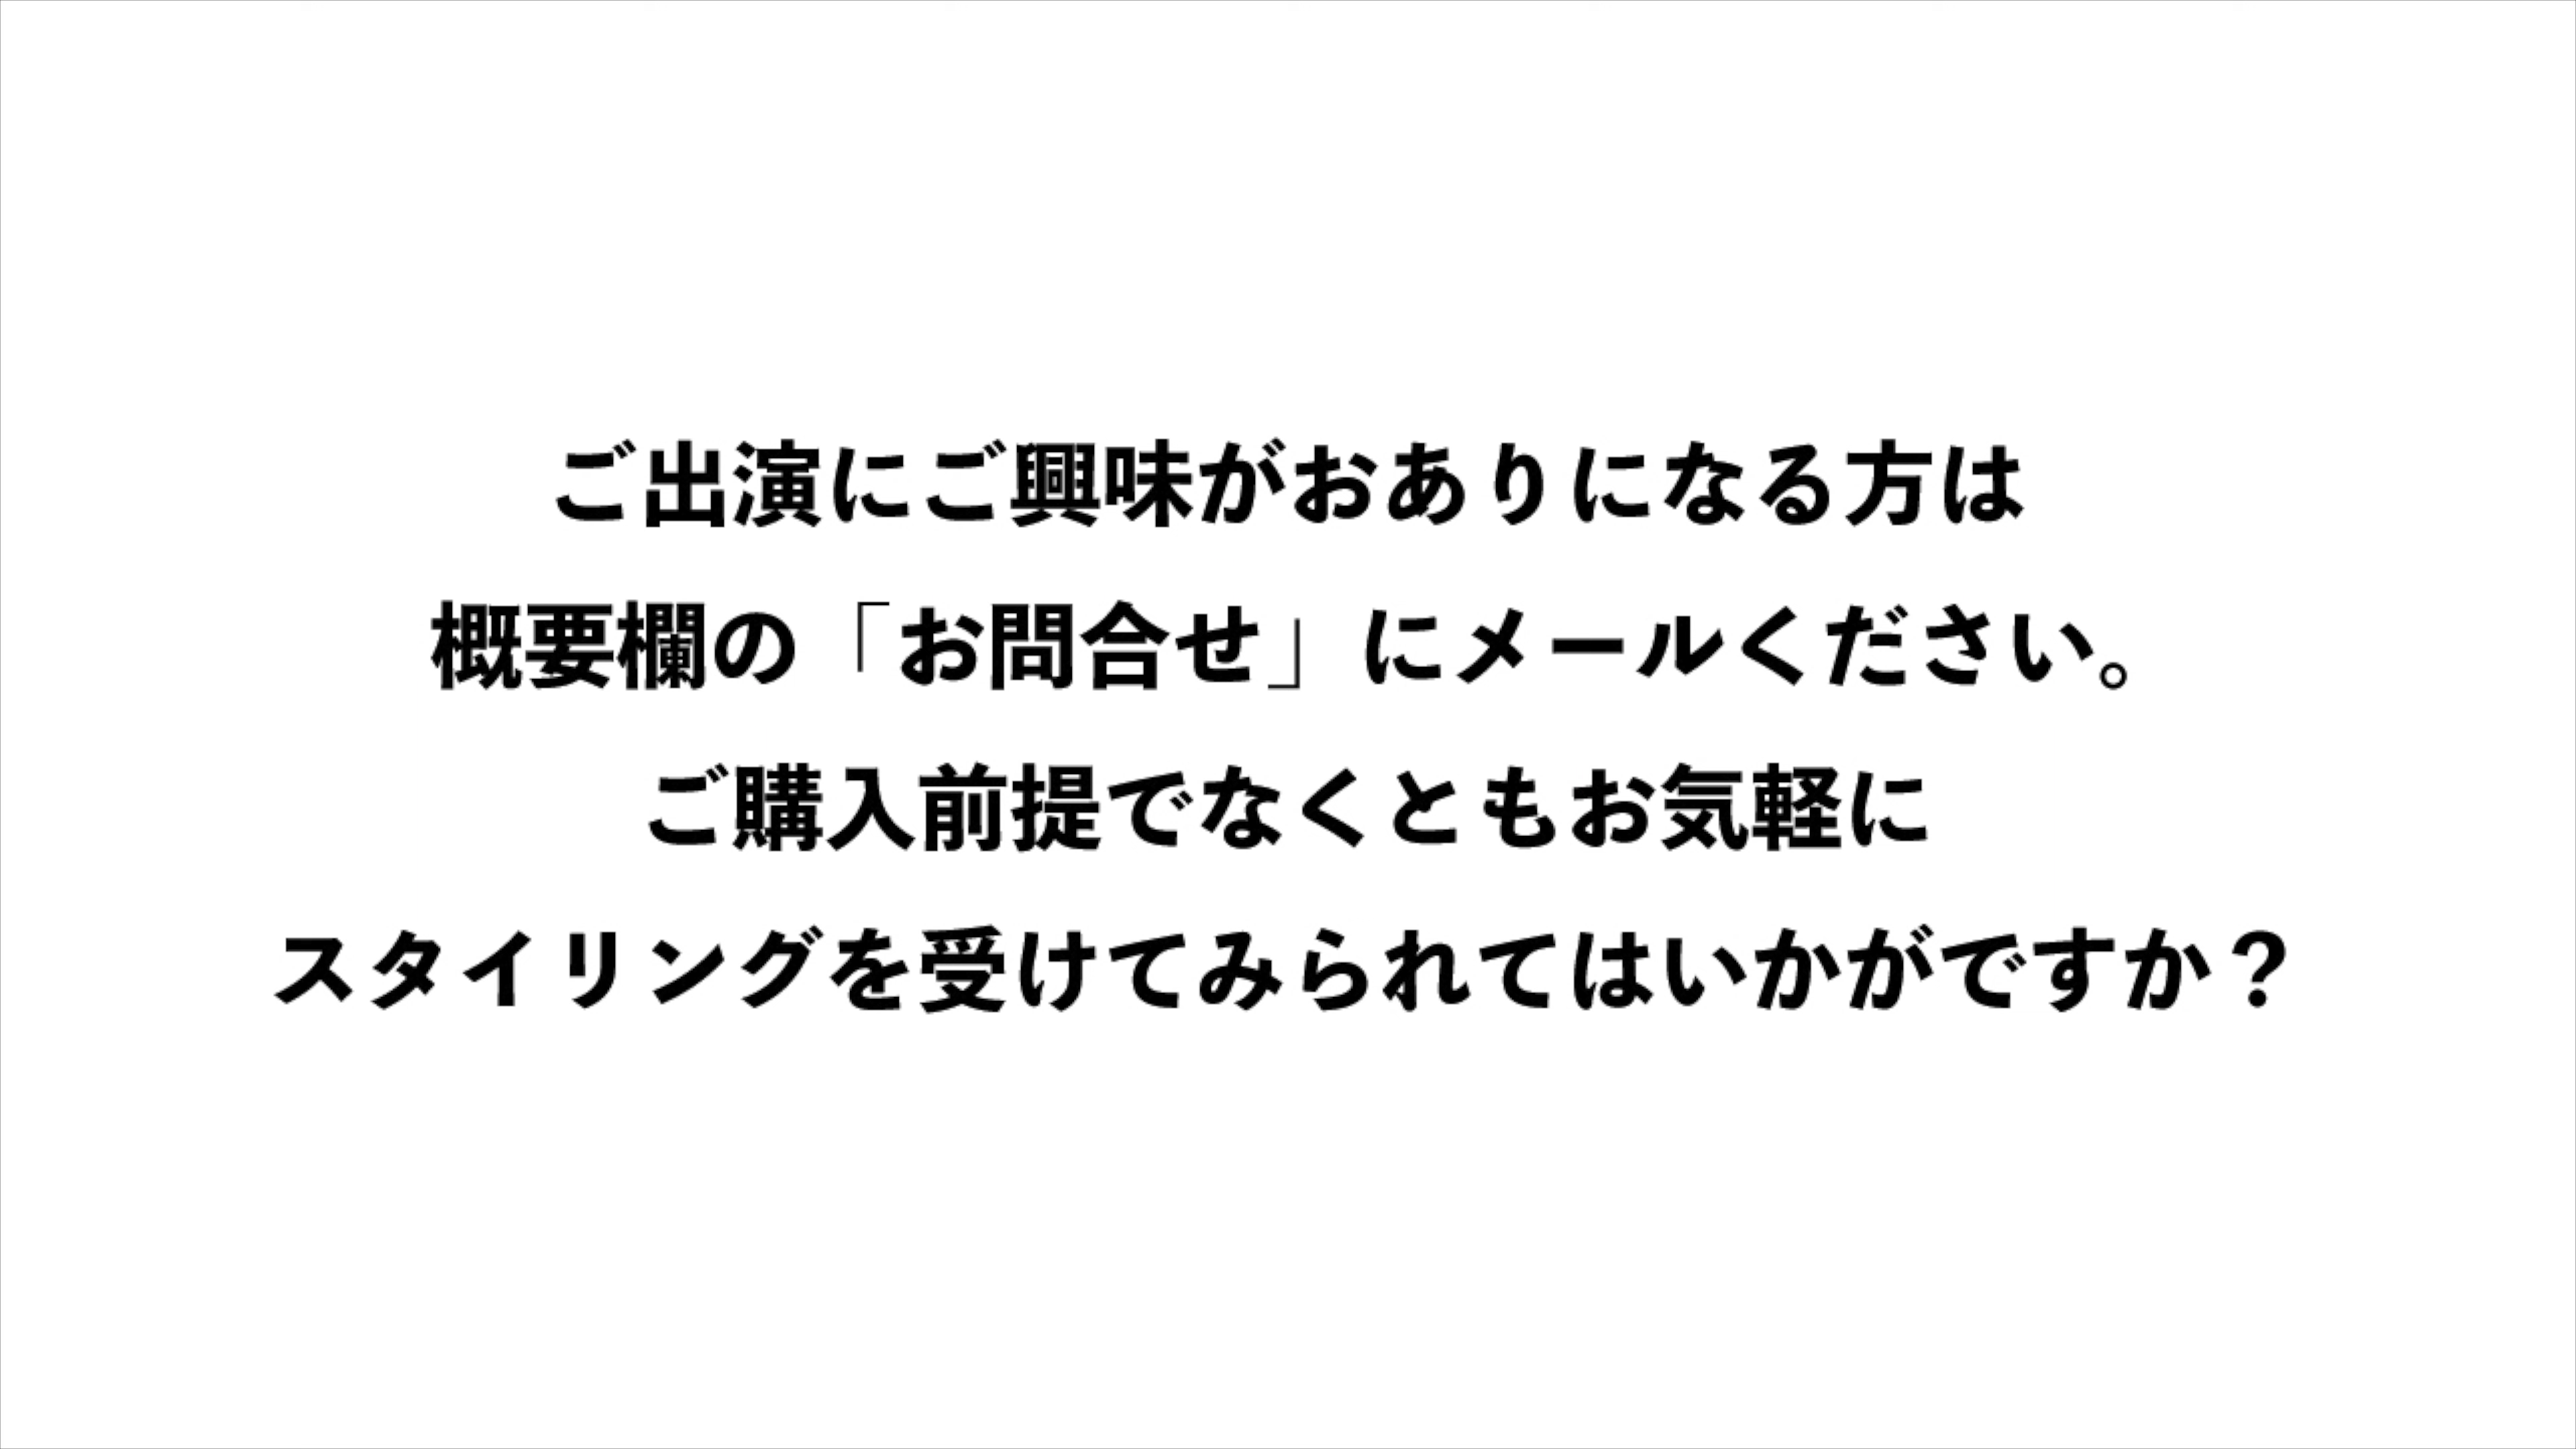 ご出演にご興味がおありになる方は
概要欄の「お問合せ」にメールください。
ご購入前提でなくともお気軽に
スタイリングを受けてみられてはいかがですか？